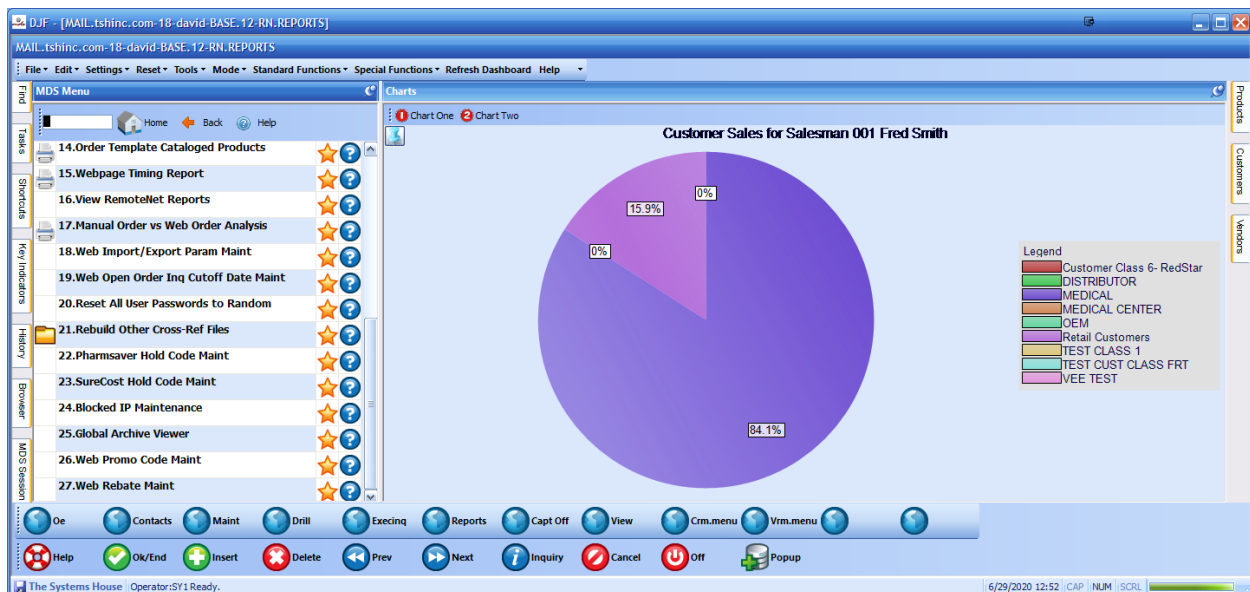 DJF - [MAIL.tshinc.com-18-david-BASE.12-RN.REPORTS]
MAIL.tshinc.com-18-david-BASE.12-RN.REPORTS
File Edit Settings Reset Tools Mode Standard Functions Special Functions Refresh Dashboard Help
Find
Tasks
Shortcuts
Key Indicators
History
Browser
MDS Session
MDS Menu
Home Back Help
14.Order Template Cataloged Products
15.Webpage Timing Report
16.View RemoteNet Reports
17.Manual Order vs Web Order Analysis
18.Web Import/Export Param Maint
19.Web Open Order Inq Cutoff Date Maint
20.Reset All User Passwords to Random
21.Rebuild Other Cross-Ref Files
22.Pharmsaver Hold Code Maint
23.SureCost Hold Code Maint
24.Blocked IP Maintenance
25.Global Archive Viewer
26.Web Promo Code Maint
27.Web Rebate Maint
Charts
1 Chart One 2 Chart Two
Customer Sales for Salesman 001 Fred Smith
0%
15.9%
0%
84.1%
Legend
Customer Class 6- RedStar
DISTRIBUTOR
MEDICAL
MEDICAL CENTER
OEM
Retail Customers
TEST CLASS 1
TEST CUST CLASS FRT
VEE TEST
Products
Customers
Vendors
Oe Contacts Maint Drill Execinq Reports Capt Off View Crm.menu Vrm.menu
Help Ok/End Insert Delete Prev Next Inquiry Cancel Off Popup
The Systems House Operator:SY1 Ready. 6/29/2020 12:52 CAP NUM SCRL